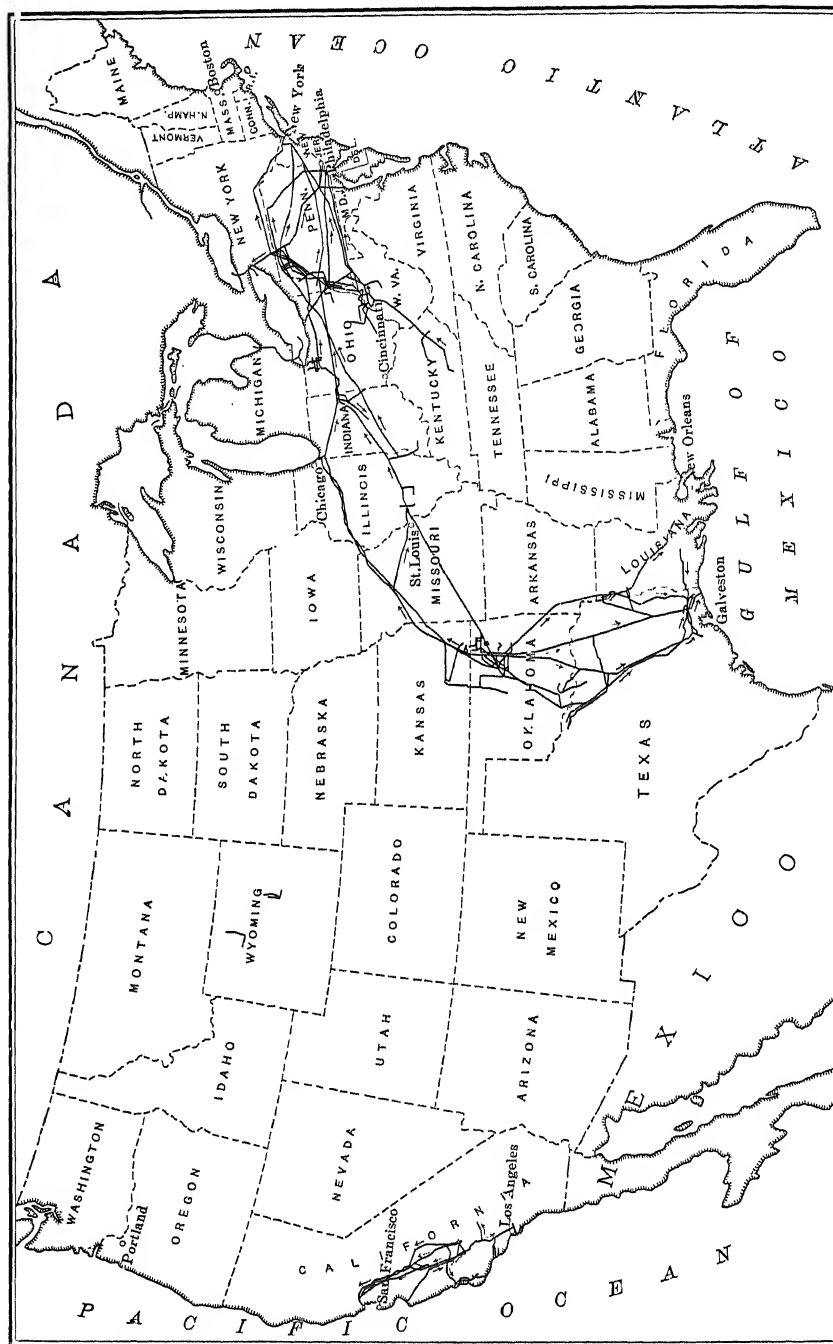 CANADA
PACIFIC OCEAN
ATLANTIC OCEAN
GULF OF
MEXICO
MEXICO
WASHINGTON
Portland
OREGON
CALIFORNIA
San Francisco
Los Angeles
NEVADA
IDAHO
MONTANA
WYOMING
UTAH
ARIZONA
COLORADO
NEW
MEXICO
NORTH
DAKOTA
SOUTH
DAKOTA
NEBRASKA
KANSAS
OKLAHOMA
TEXAS
Galveston
MINNESOTA
IOWA
MISSOURI
St. Louis
ARKANSAS
LOUISIANA
New Orleans
WISCONSIN
ILLINOIS
Chicago
MICHIGAN
INDIANA
OHIO
Cincinnati
KENTUCKY
TENNESSEE
MISSISSIPPI
ALABAMA
GEORGIA
FLORIDA
S. CAROLINA
N. CAROLINA
VIRGINIA
W. VA.
MD.
DEL.
PENN.
Philadelphia
NEW JER.
NEW YORK
New York
CONN.
R.I.
MASS.
Boston
VERMONT
N. HAMP.
MAINE